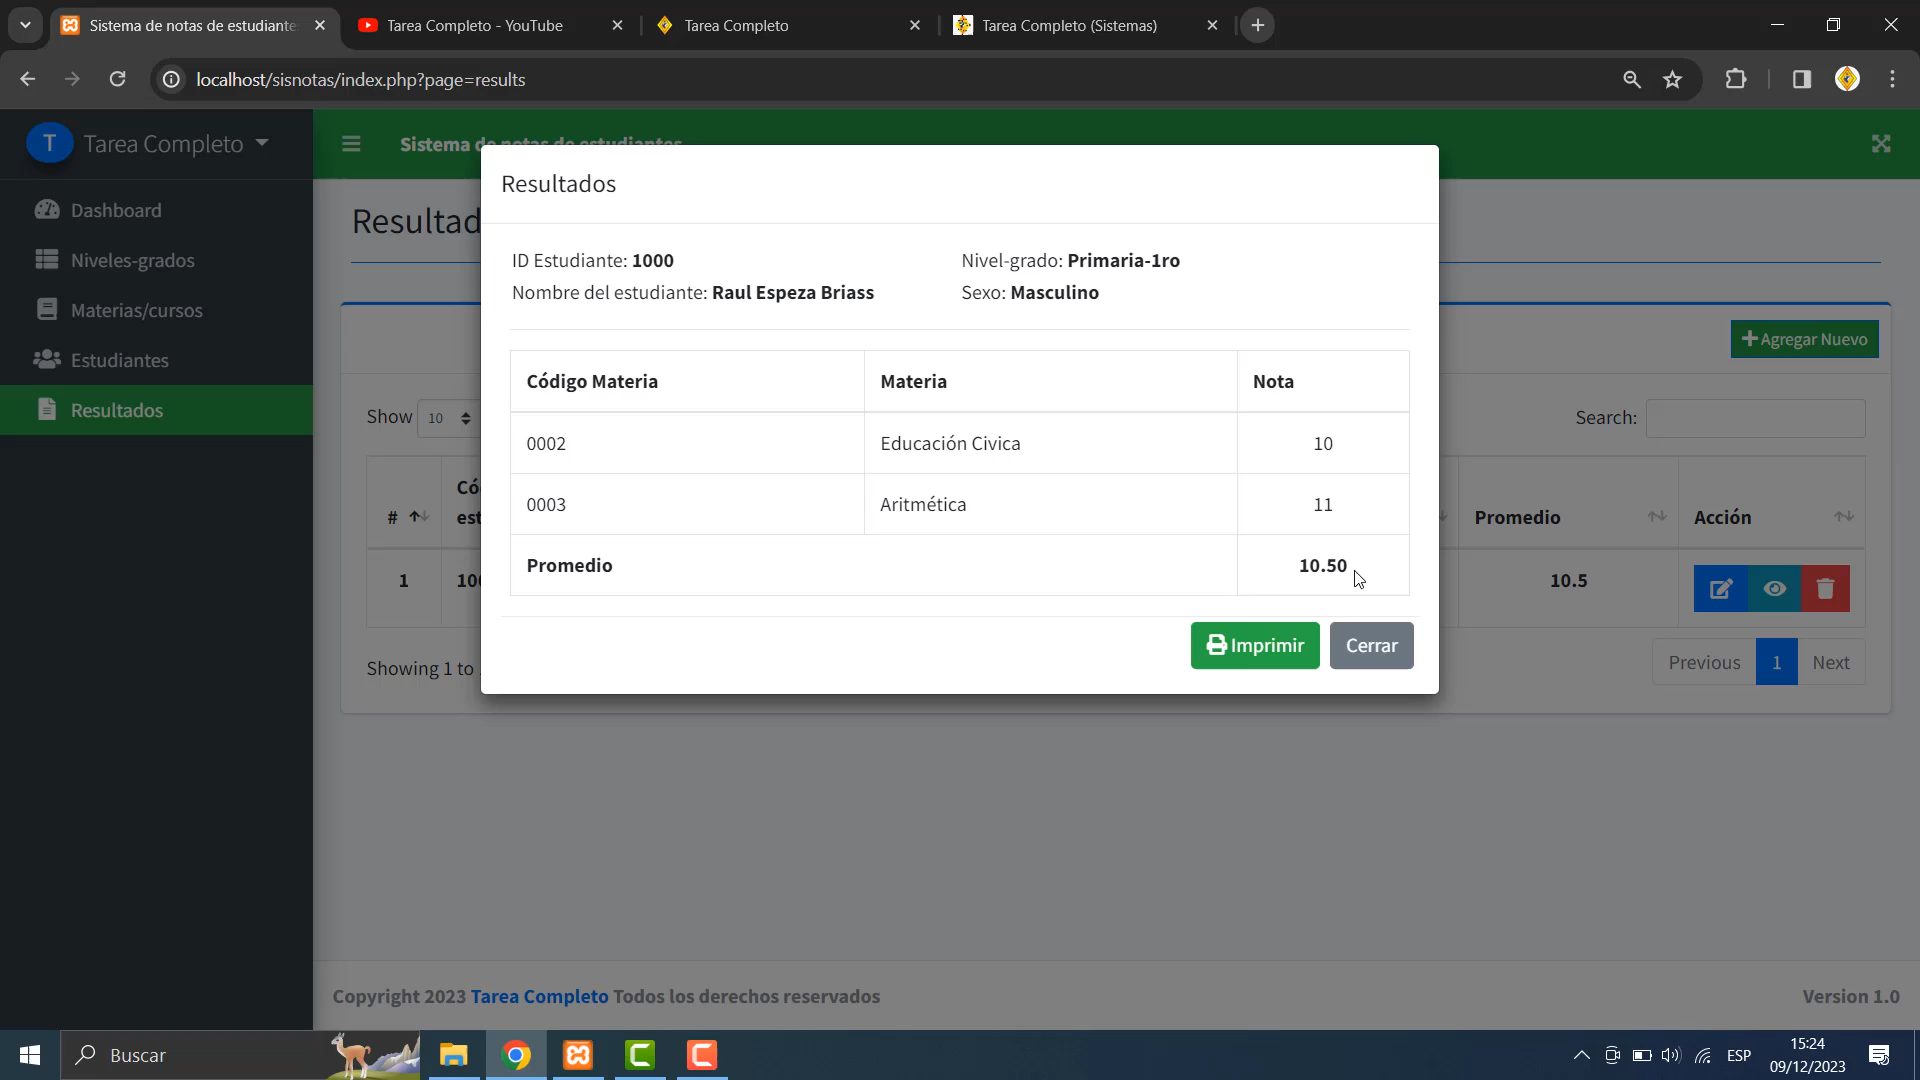 Sistema de notas de estudiante
Tarea Completo - YouTube
Tarea Completo
Tarea Completo (Sistemas)
localhost/sisnotas/index.php?page=results
T Tarea Completo
Sistema de notas de estudiantes
Dashboard
Niveles-grados
Materias/cursos
Estudiantes
Resultados
Resultad
Agregar Nuevo
Show 10
Search:
# Promedio Acción
1 10.5
Showing 1 to
Previous 1 Next
Resultados
ID Estudiante: 1000
Nivel-grado: Primaria-1ro
Nombre del estudiante: Raul Espeza Briass
Sexo: Masculino
Código Materia Materia Nota
0002 Educación Civica 10
0003 Aritmética 11
Promedio 10.50
Imprimir
Cerrar
Copyright 2023 Tarea Completo Todos los derechos reservados
Version 1.0
Buscar
ESP
15:24
09/12/2023